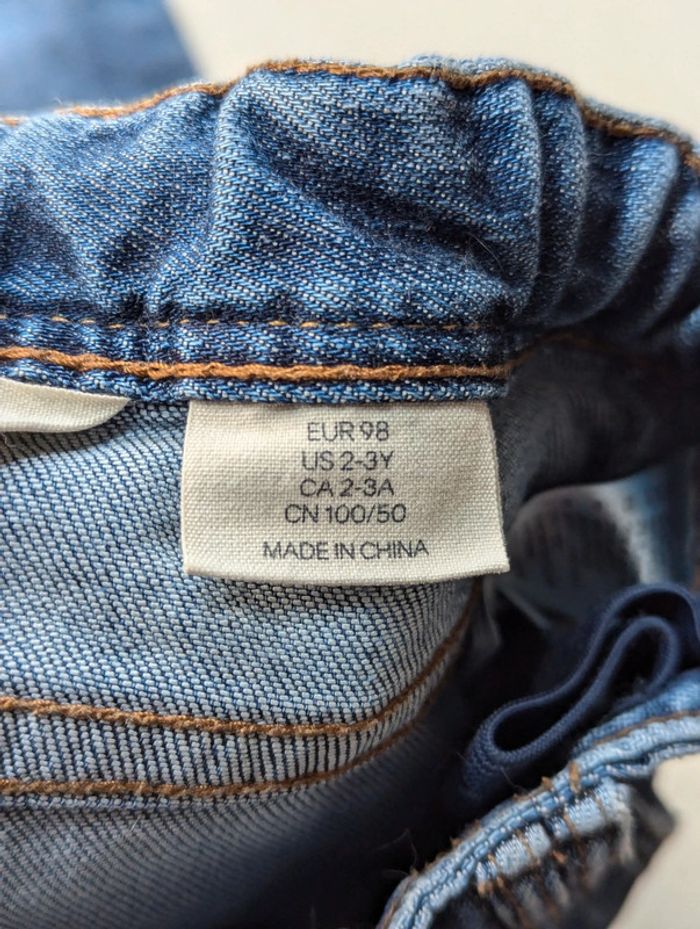 EUR 98
US 2-3Y
CA 2-3A
CN 100/50
MADE IN CHINA